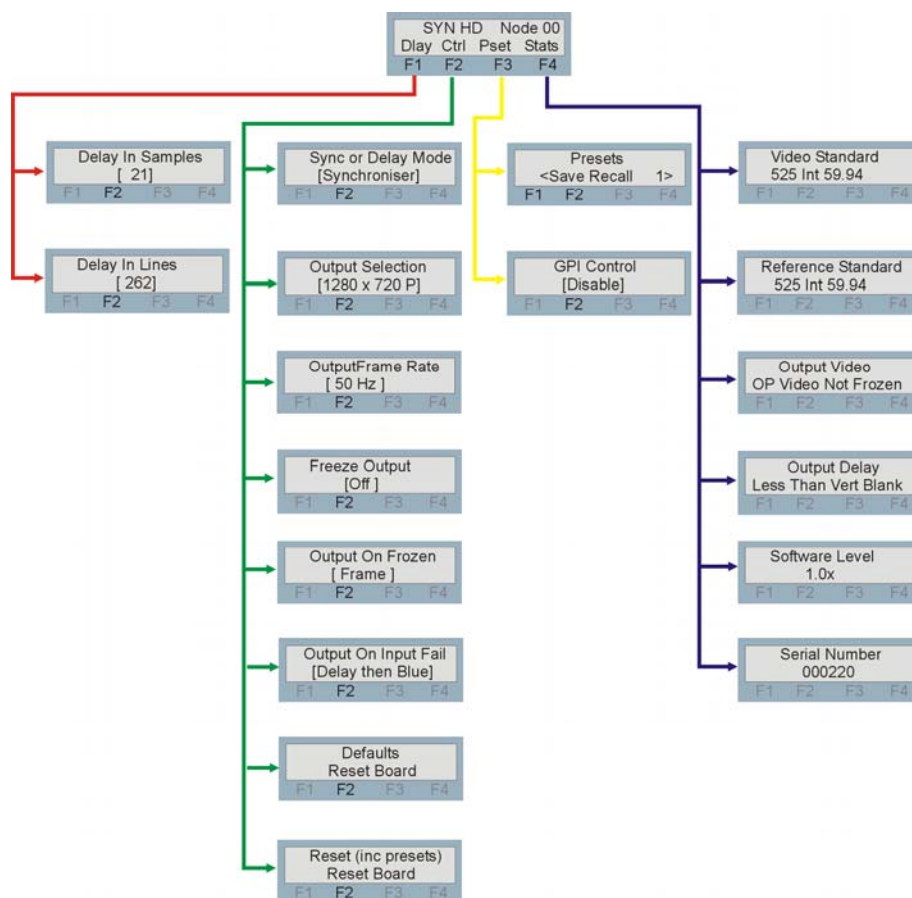 SYN HD Node 00
Dlay Ctrl Pset Stats
F1 F2 F3 F4
Delay In Samples
[ 21]
F1 F2 F3 F4
Delay In Lines
[ 262]
F1 F2 F3 F4
Sync or Delay Mode
[Synchroniser]
F1 F2 F3 F4
Output Selection
[1280 x 720 P]
F1 F2 F3 F4
OutputFrame Rate
[ 50 Hz ]
F1 F2 F3 F4
Freeze Output
[Off ]
F1 F2 F3 F4
Output On Frozen
[ Frame ]
F1 F2 F3 F4
Output On Input Fail
[Delay then Blue]
F1 F2 F3 F4
Defaults
Reset Board
F1 F2 F3 F4
Reset (inc presets)
Reset Board
F1 F2 F3 F4
Presets
<Save Recall 1>
F1 F2 F3 F4
GPI Control
[Disable]
F1 F2 F3 F4
Video Standard
525 Int 59.94
F1 F2 F3 F4
Reference Standard
525 Int 59.94
F1 F2 F3 F4
Output Video
OP Video Not Frozen
F1 F2 F3 F4
Output Delay
Less Than Vert Blank
F1 F2 F3 F4
Software Level
1.0x
F1 F2 F3 F4
Serial Number
000220
F1 F2 F3 F4